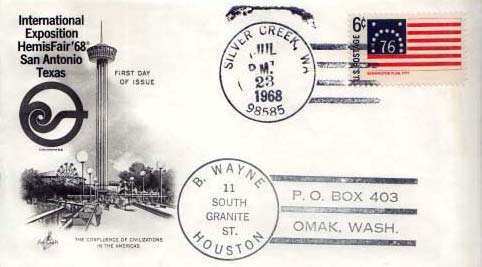 International
Exposition
HemisFair '68
San Antonio
Texas
FIRST DAY
OF ISSUE
THE CONFLUENCE OF CIVILIZATIONS
IN THE AMERICAS
SILVER CREEK, WA
JUL
PM
23
1968
98585
6¢
U.S. POSTAGE
76
B. WAYNE
11
SOUTH
GRANITE
ST.
HOUSTON
P. O. BOX 403
OMAK, WASH.